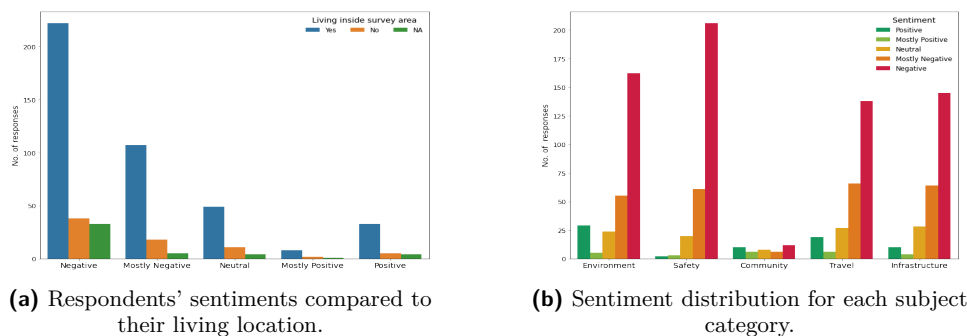 Living inside survey area
Yes No NA
No. of responses
200
150
100
50
0
Negative Mostly Negative Neutral Mostly Positive Positive
(a) Respondents' sentiments compared to
their living location.
Sentiment
Positive
Mostly Positive
Neutral
Mostly Negative
Negative
No. of responses
200
175
150
125
100
75
50
25
0
Environment Safety Community Travel Infrastructure
(b) Sentiment distribution for each subject
category.